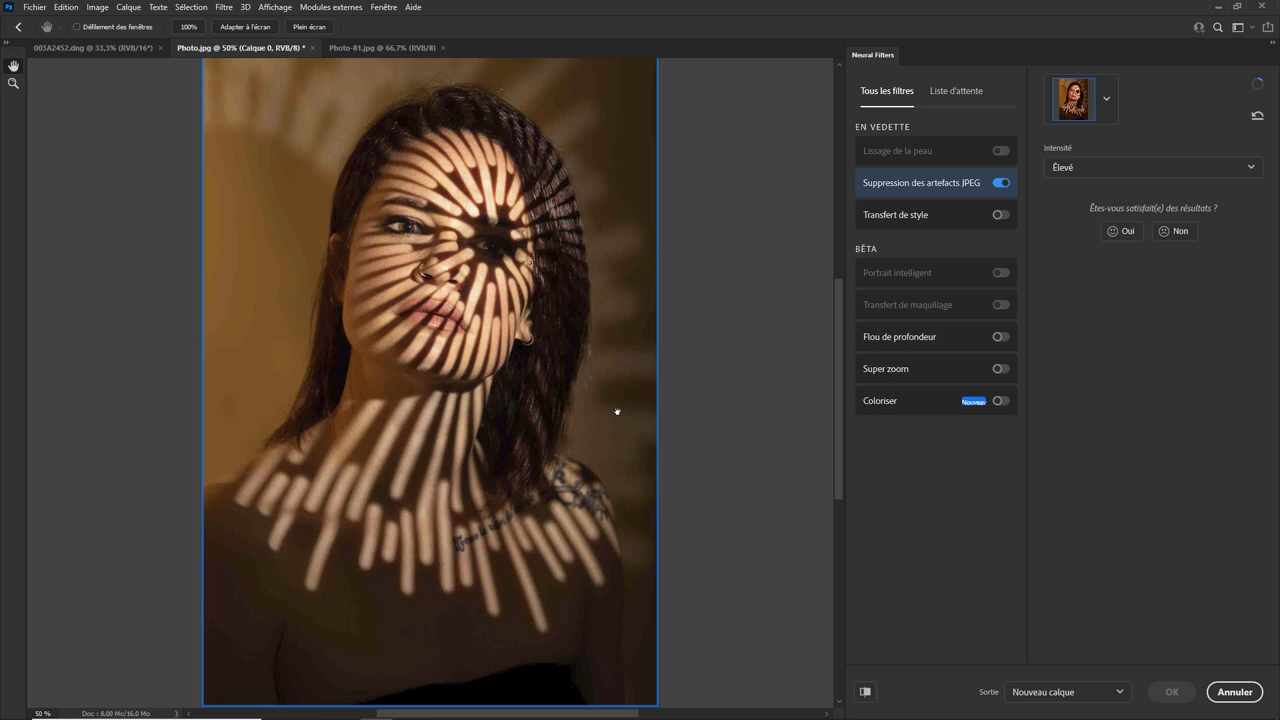 Ps Fichier Edition Image Calque Texte Sélection Filtre 3D Affichage Modules externes Fenêtre Aide
Défilement des fenêtres 100% Adapter à l'écran Plein écran
003A2452.dng @ 33,3% (RVB/16*) × Photo.jpg @ 50% (Calque 0, RVB/8) * × Photo-81.jpg @ 66,7% (RVB/8) ×
Neural Filters
Tous les filtres Liste d'attente
EN VEDETTE
Lissage de la peau
Suppression des artefacts JPEG
Transfert de style
BÊTA
Portrait intelligent
Transfert de maquillage
Flou de profondeur
Super zoom
Coloriser Nouveau
Intensité
Élevé
Êtes-vous satisfait(e) des résultats ?
Oui Non
Sortie Nouveau calque OK Annuler
50 % Doc : 8,00 Mo/16,0 Mo